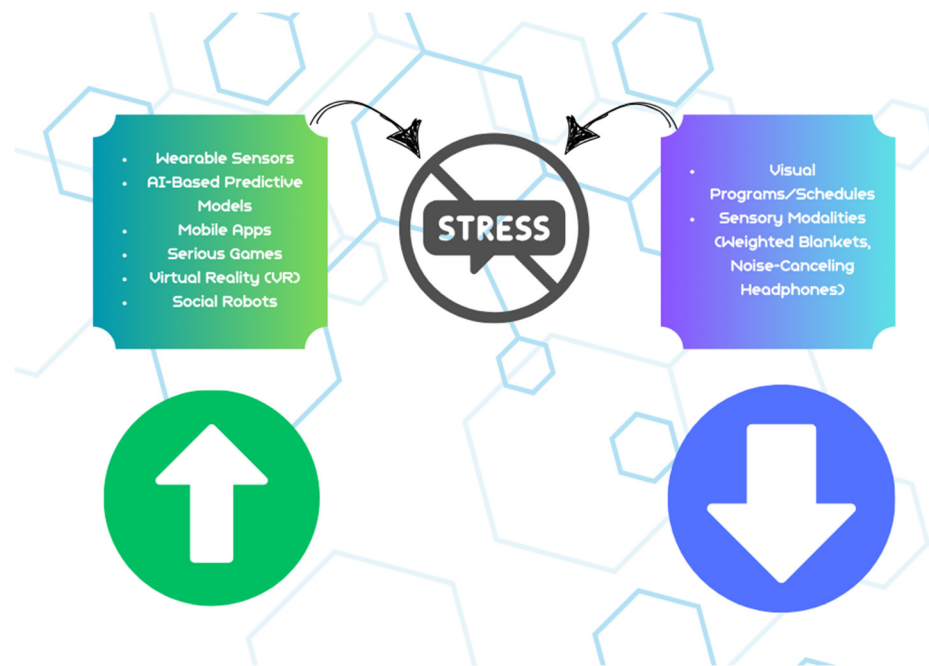 • Wearable Sensors
• AI-Based Predictive
Models
• Mobile Apps
• Serious Games
• Virtual Reality (VR)
• Social Robots
STRESS
• Visual
Programs/Schedules
• Sensory Modalities
(Weighted Blankets,
Noise-Canceling
Headphones)